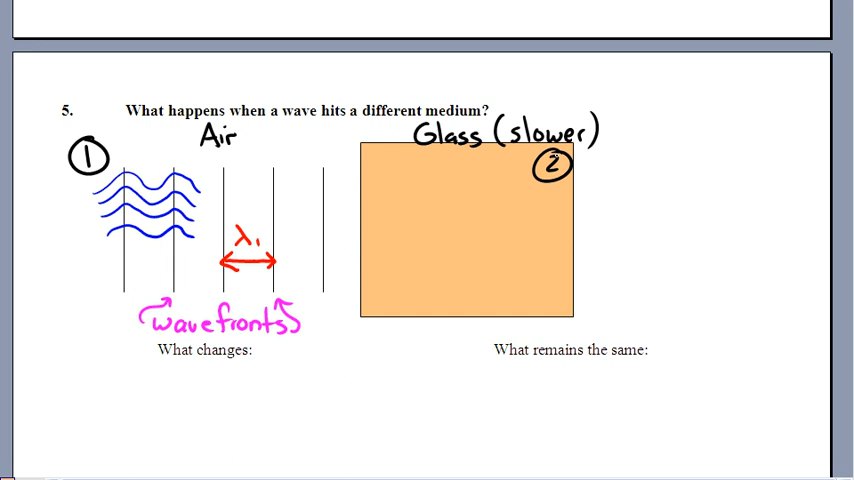 5. What happens when a wave hits a different medium?
Air
Glass (slower)
1
2
λ₁
wavefronts
What changes:
What remains the same: